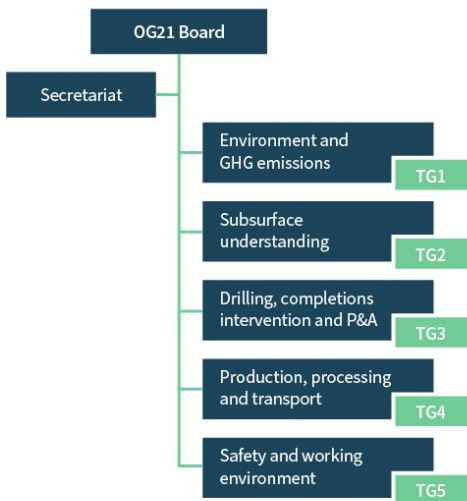 OG21 Board
Secretariat
Environment and
GHG emissions
TG1
Subsurface
understanding
TG2
Drilling, completions
intervention and P&A
TG3
Production, processing
and transport
TG4
Safety and working
environment
TG5